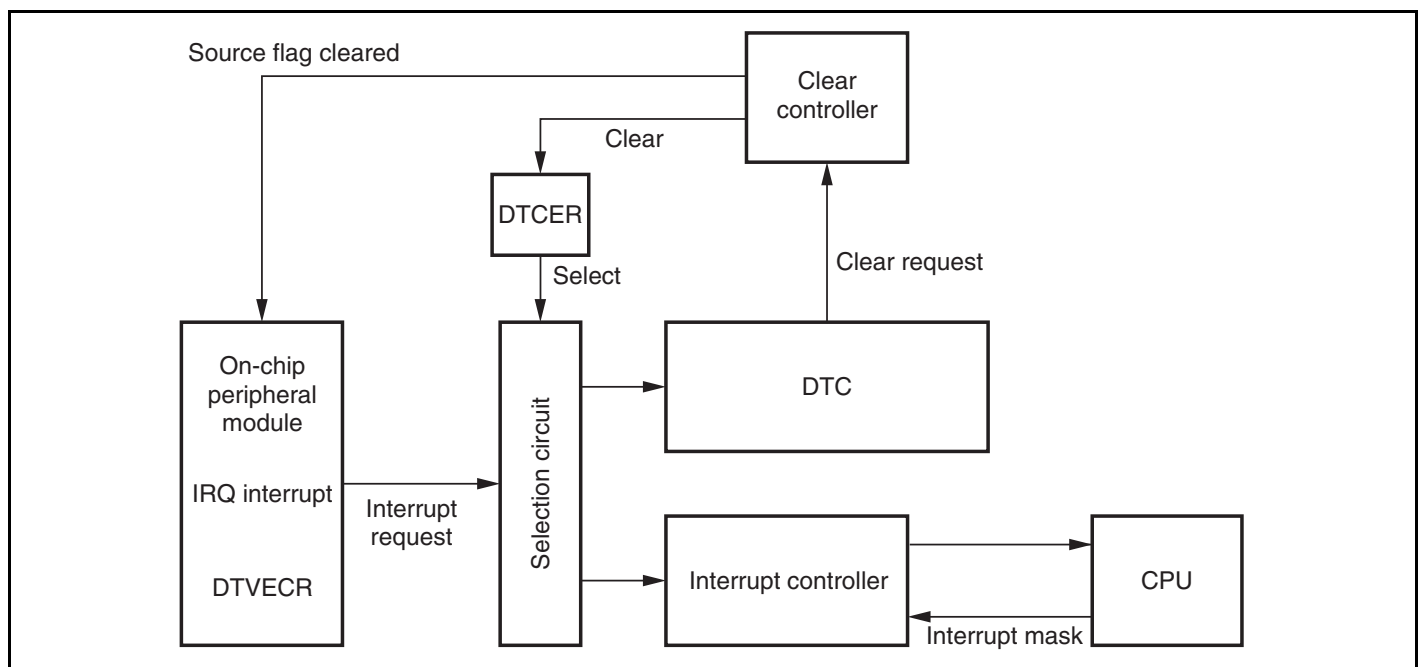 Source flag cleared
Clear
controller
Clear
DTCER
Select
Clear request
On-chip
peripheral
module
IRQ interrupt
DTVECR
Interrupt
request
Selection circuit
DTC
Interrupt controller
CPU
Interrupt mask